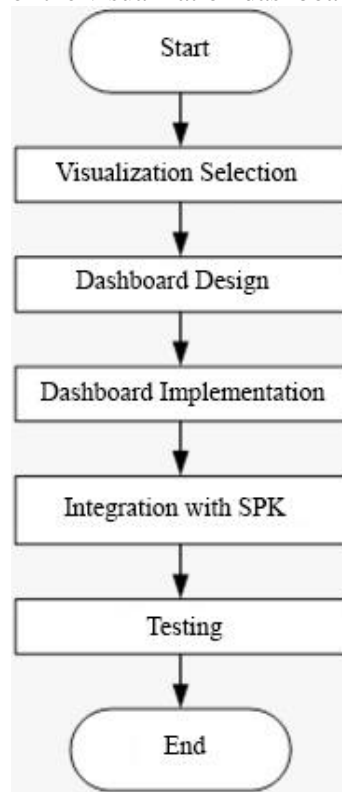 Start
Visualization Selection
Dashboard Design
Dashboard Implementation
Integration with SPK
Testing
End